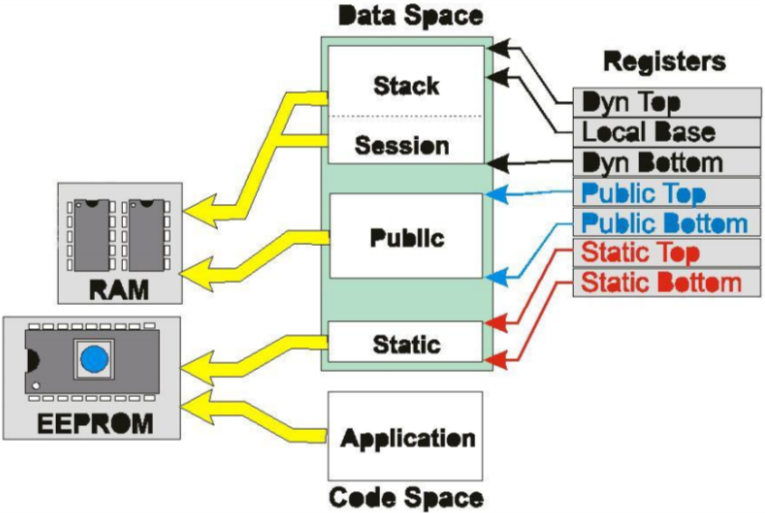 Data Space
Stack
Session
Public
Static
Application
Code Space
Registers
Dyn Top
Local Base
Dyn Bottom
Public Top
Public Bottom
Static Top
Static Bottom
RAM
EEPROM